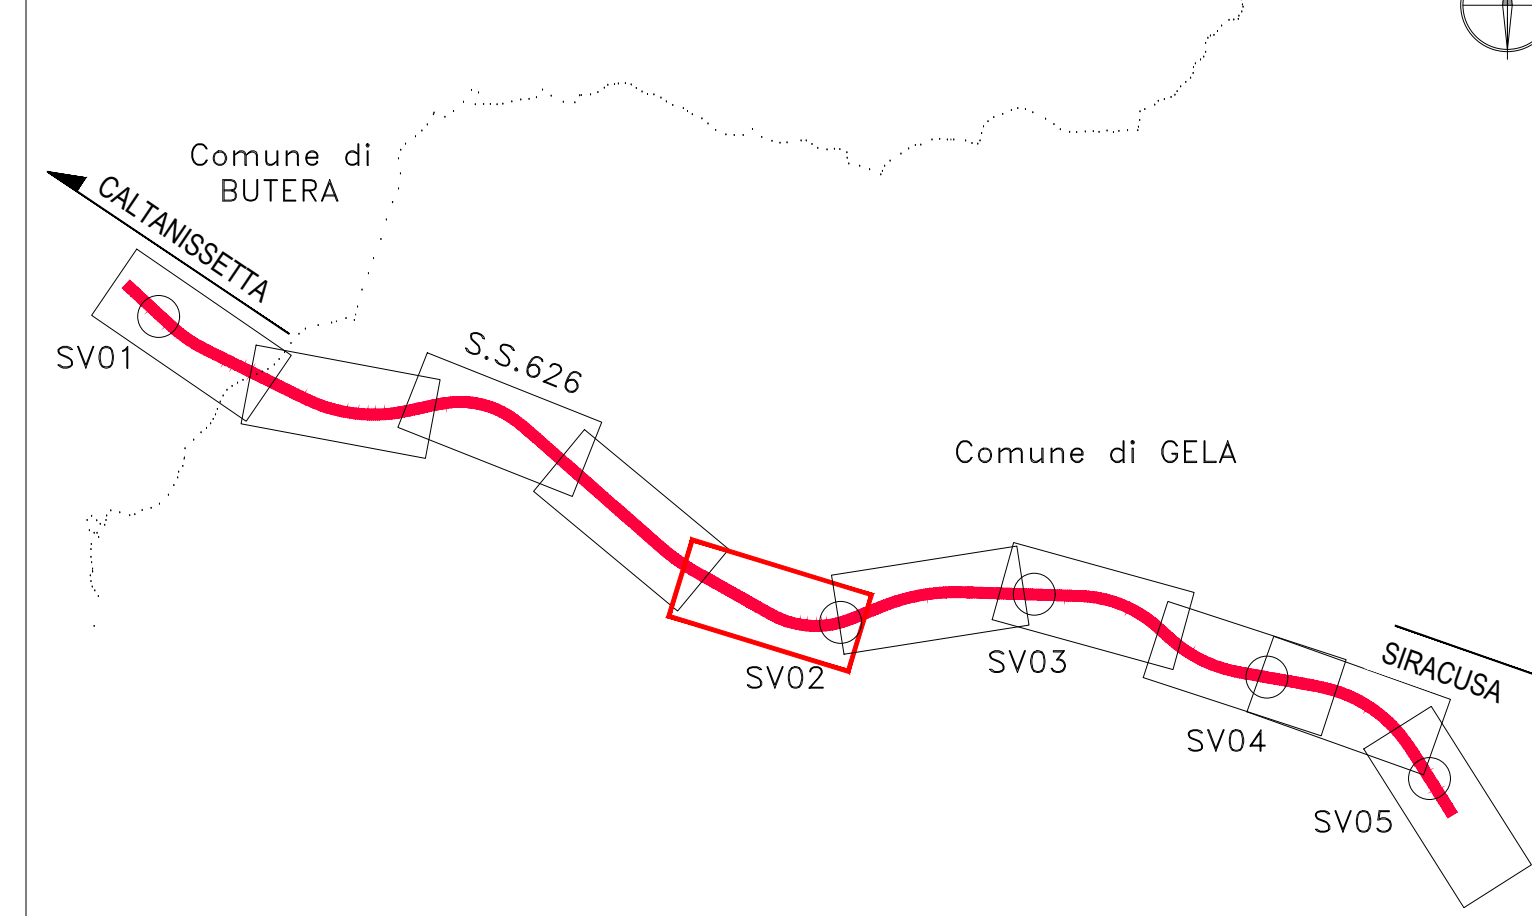 Comune di
BUTERA
CALTANISSETTA
SV01
S.S.626
Comune di GELA
SV02
SV03
SIRACUSA
SV04
SV05